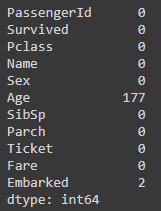 PassengerId 0
Survived 0
Pclass 0
Name 0
Sex 0
Age 177
SibSp 0
Parch 0
Ticket 0
Fare 0
Embarked 2
dtype: int64